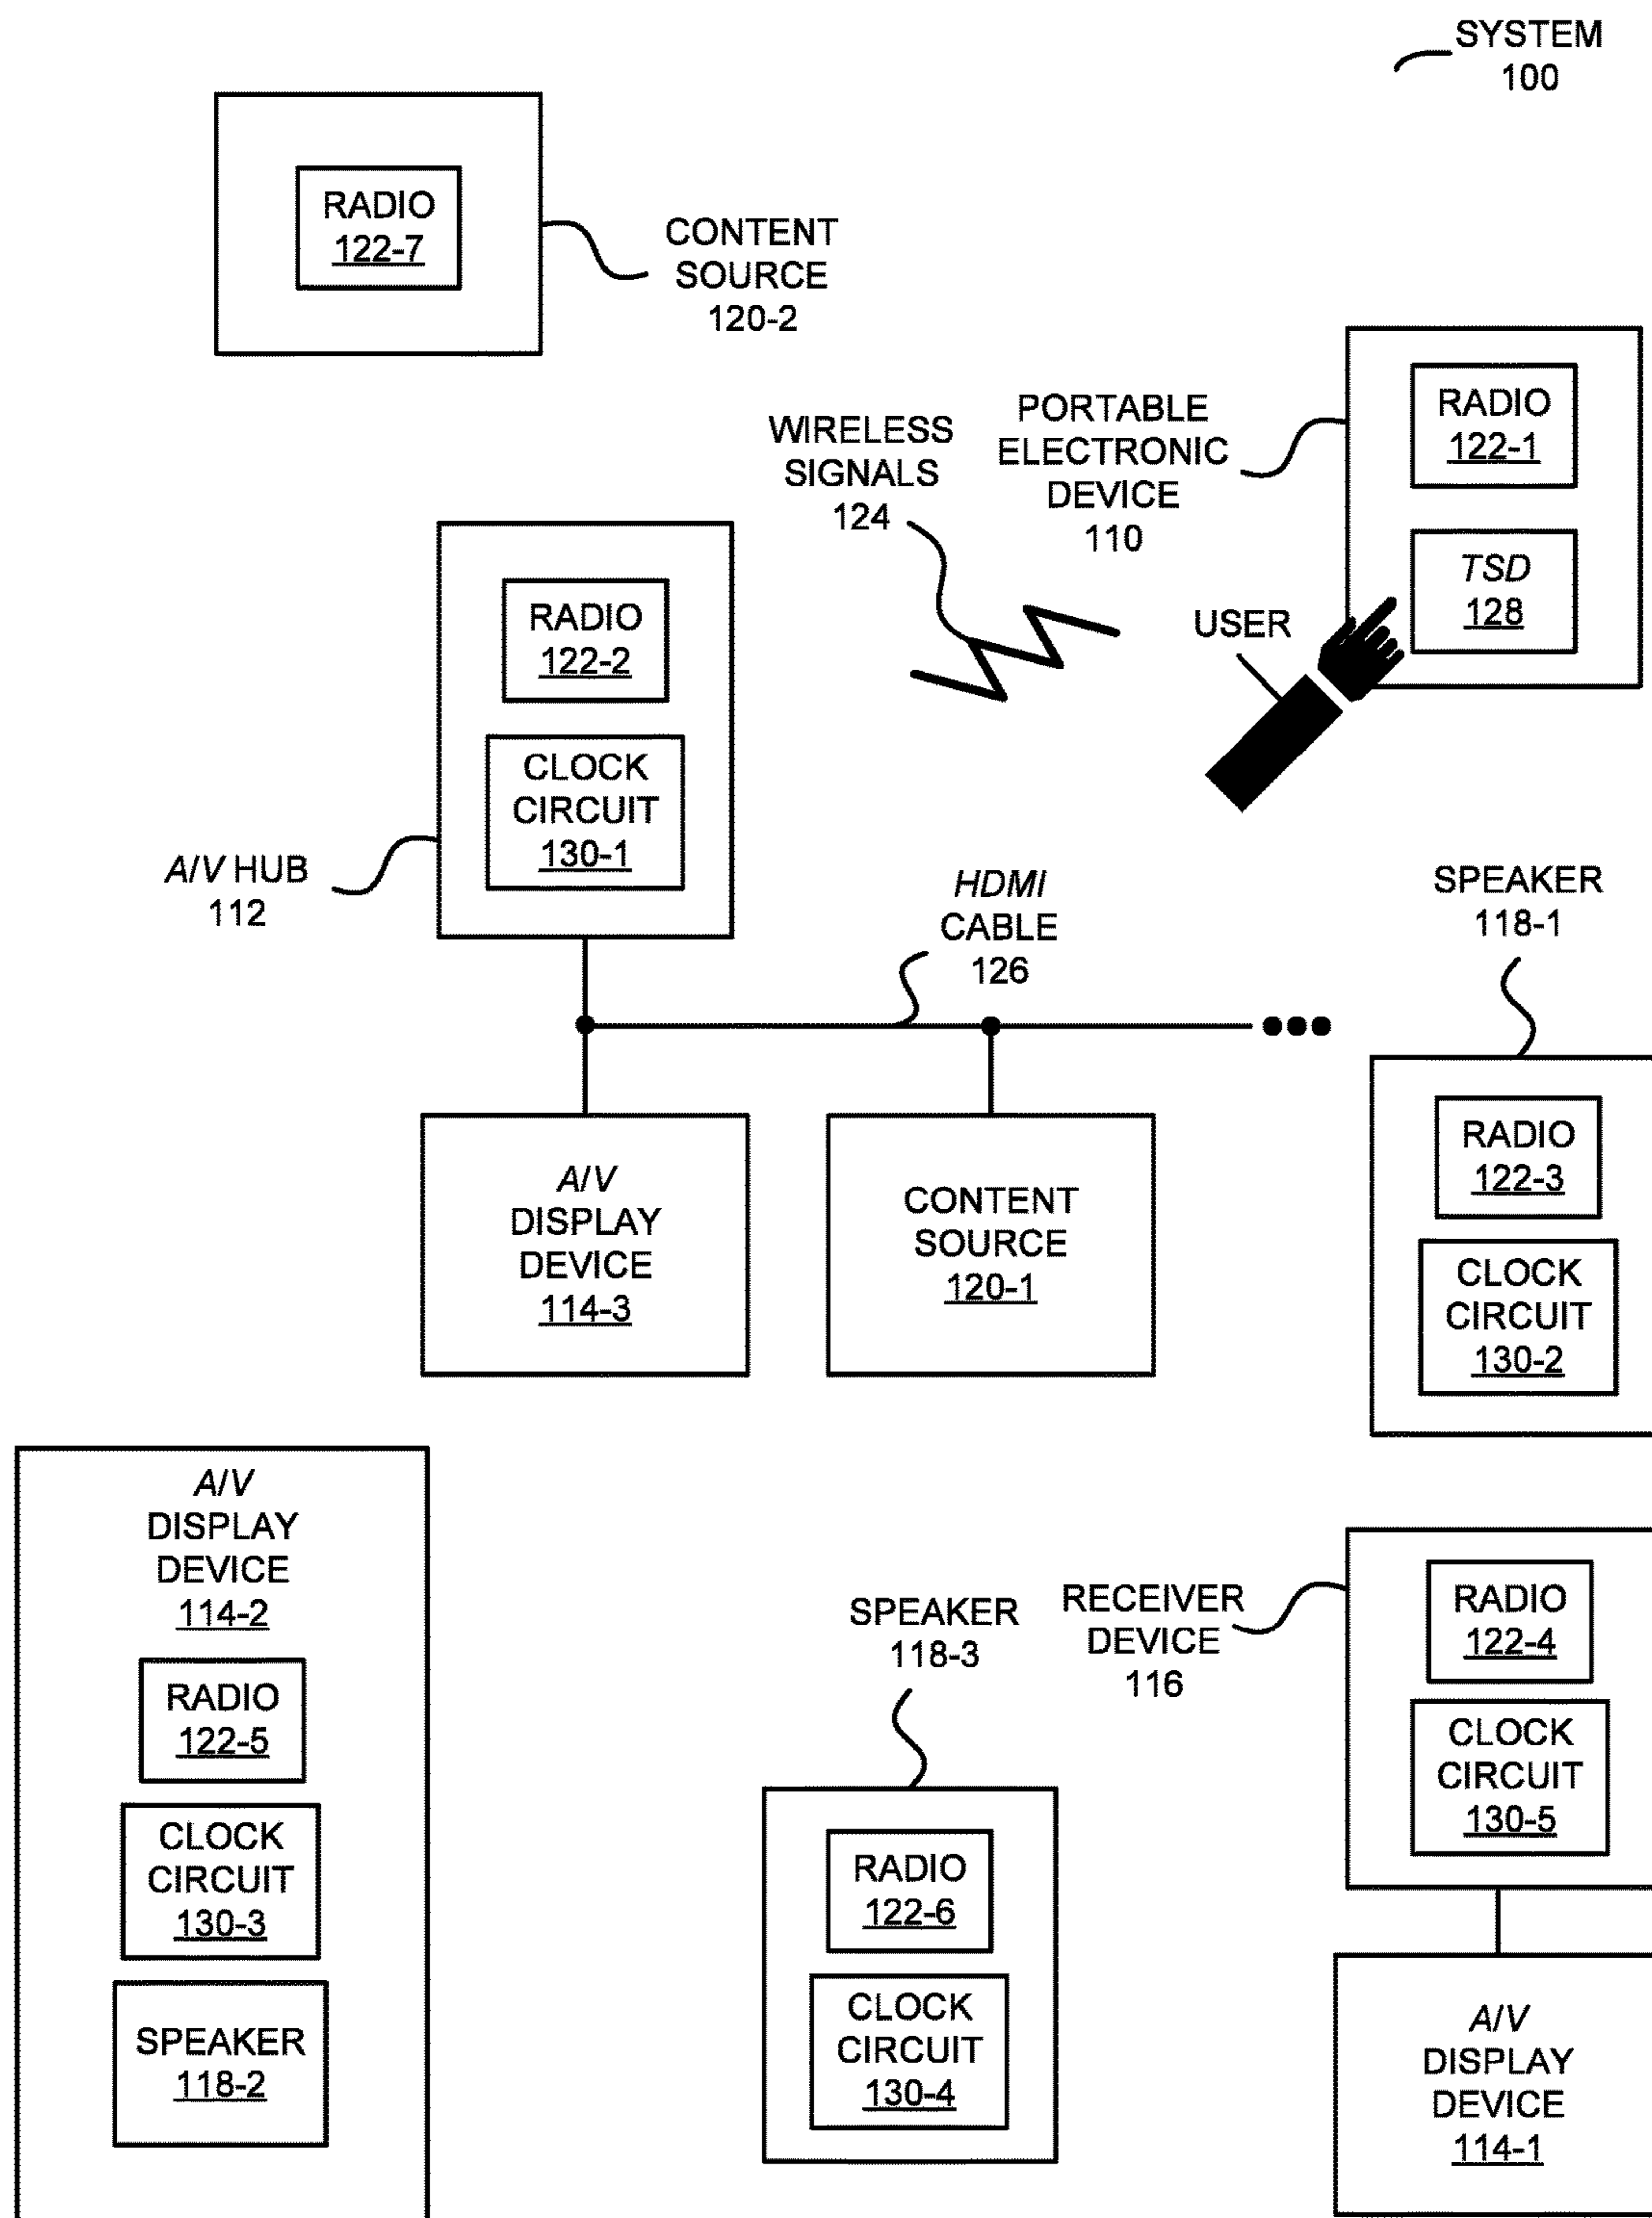 SYSTEM
100
RADIO
122-7
CONTENT
SOURCE
120-2
PORTABLE
ELECTRONIC
DEVICE
110
RADIO
122-1
TSD
128
WIRELESS
SIGNALS
124
USER
RADIO
122-2
CLOCK
CIRCUIT
130-1
A/V HUB
112
HDMI
CABLE
126
SPEAKER
118-1
RADIO
122-3
CLOCK
CIRCUIT
130-2
A/V
DISPLAY
DEVICE
114-3
CONTENT
SOURCE
120-1
A/V
DISPLAY
DEVICE
114-2
RADIO
122-5
CLOCK
CIRCUIT
130-3
SPEAKER
118-2
SPEAKER
118-3
RADIO
122-6
CLOCK
CIRCUIT
130-4
RECEIVER
DEVICE
116
RADIO
122-4
CLOCK
CIRCUIT
130-5
A/V
DISPLAY
DEVICE
114-1